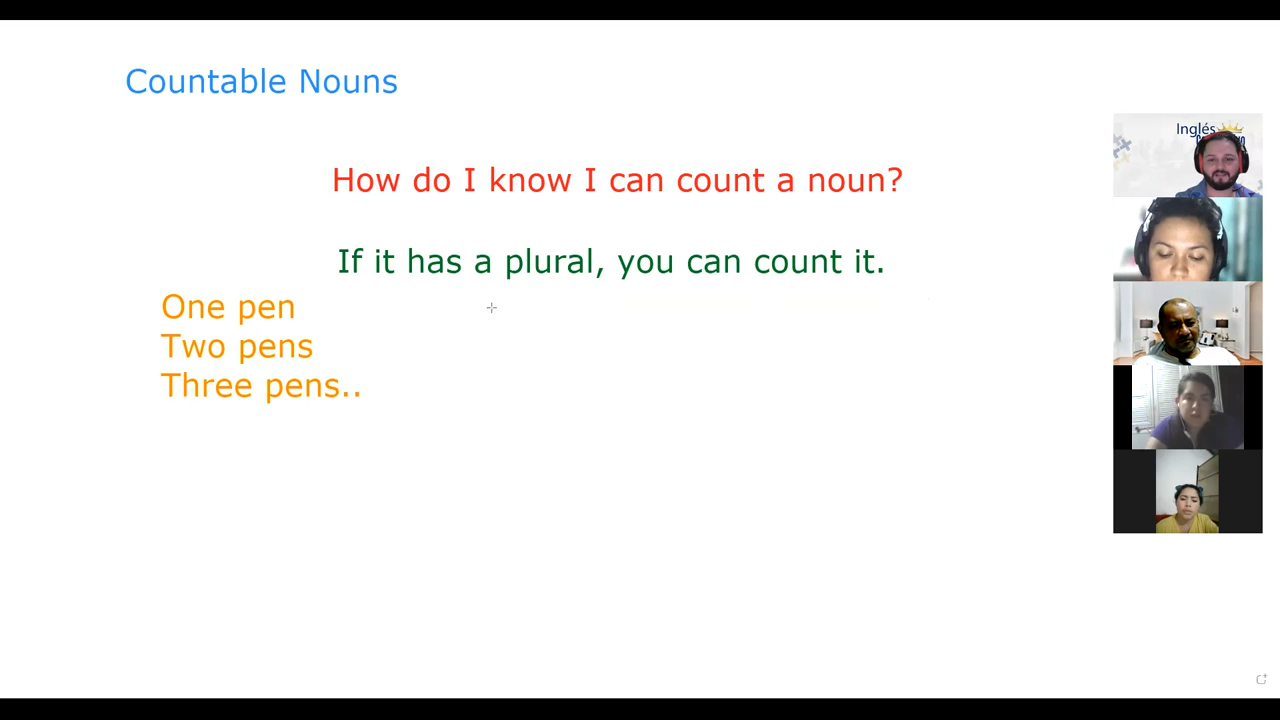 Countable Nouns
How do I know I can count a noun?
If it has a plural, you can count it.
One pen
Two pens
Three pens..
Inglés